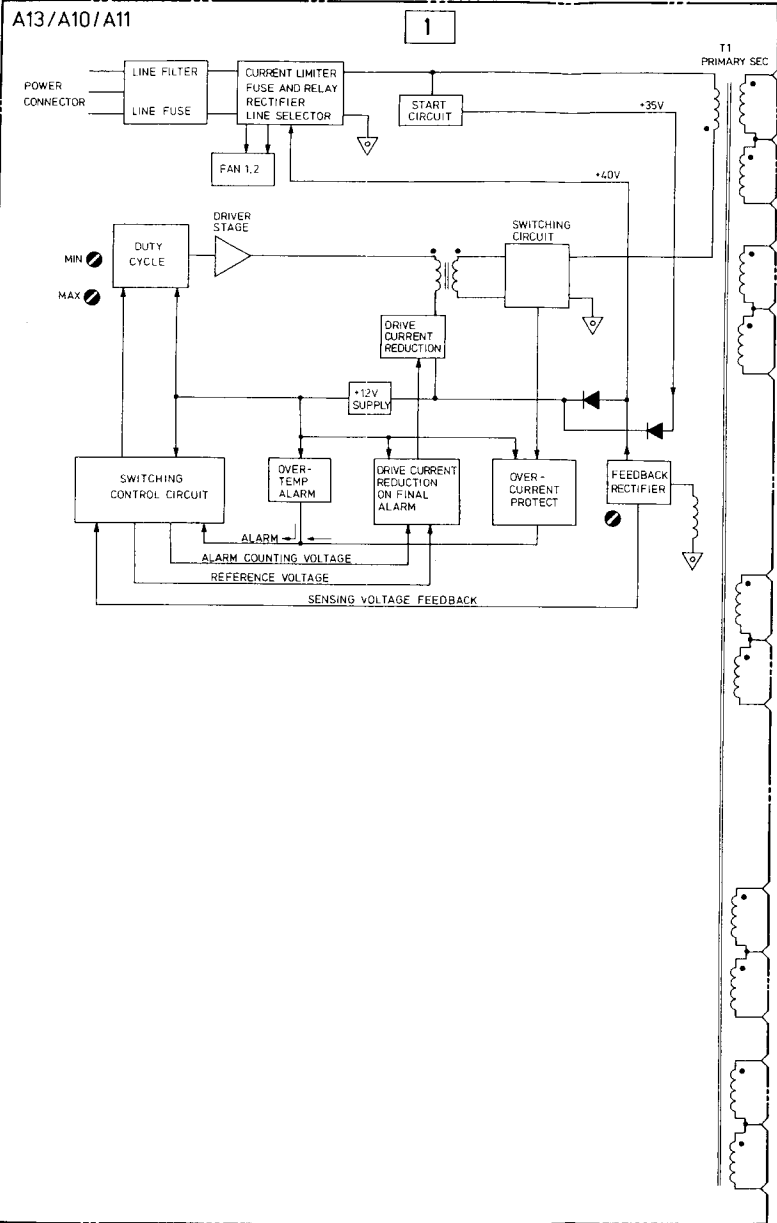 A13/A10/A11
1
T1
PRIMARY SEC
POWER
CONNECTOR
LINE FILTER
LINE FUSE
CURRENT LIMITER
FUSE AND RELAY
RECTIFIER
LINE SELECTOR
START
CIRCUIT
+35V
FAN 1,2
+40V
DRIVER
STAGE
SWITCHING
CIRCUIT
MIN
MAX
DUTY
CYCLE
DRIVE
CURRENT
REDUCTION
+12V
SUPPLY
SWITCHING
CONTROL CIRCUIT
OVER-
TEMP
ALARM
DRIVE CURRENT
REDUCTION
ON FINAL
ALARM
OVER-
CURRENT
PROTECT
FEEDBACK
RECTIFIER
ALARM
ALARM COUNTING VOLTAGE
REFERENCE VOLTAGE
SENSING VOLTAGE FEEDBACK